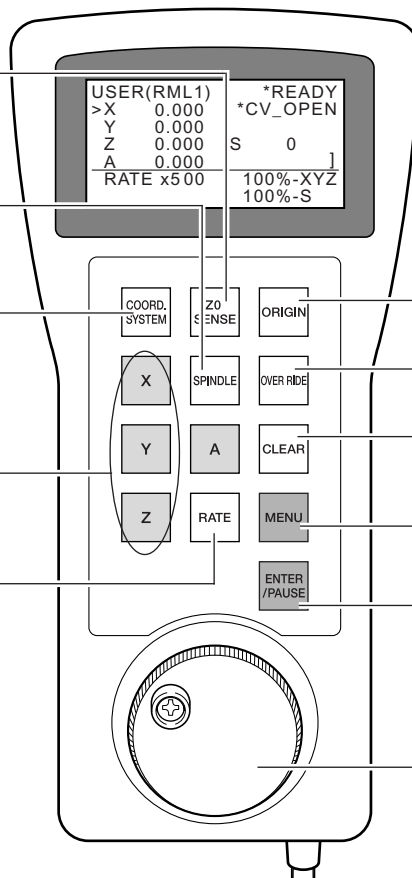 USER(RML1) *READY
>X 0.000 *CV_OPEN
Y 0.000
Z 0.000 S 0
A 0.000 ]
RATE x500 100%-XYZ
100%-S
COORD.
SYSTEM
Z0
SENSE
ORIGIN
X
SPINDLE
OVER RIDE
Y
A
CLEAR
Z
RATE
MENU
ENTER
/PAUSE